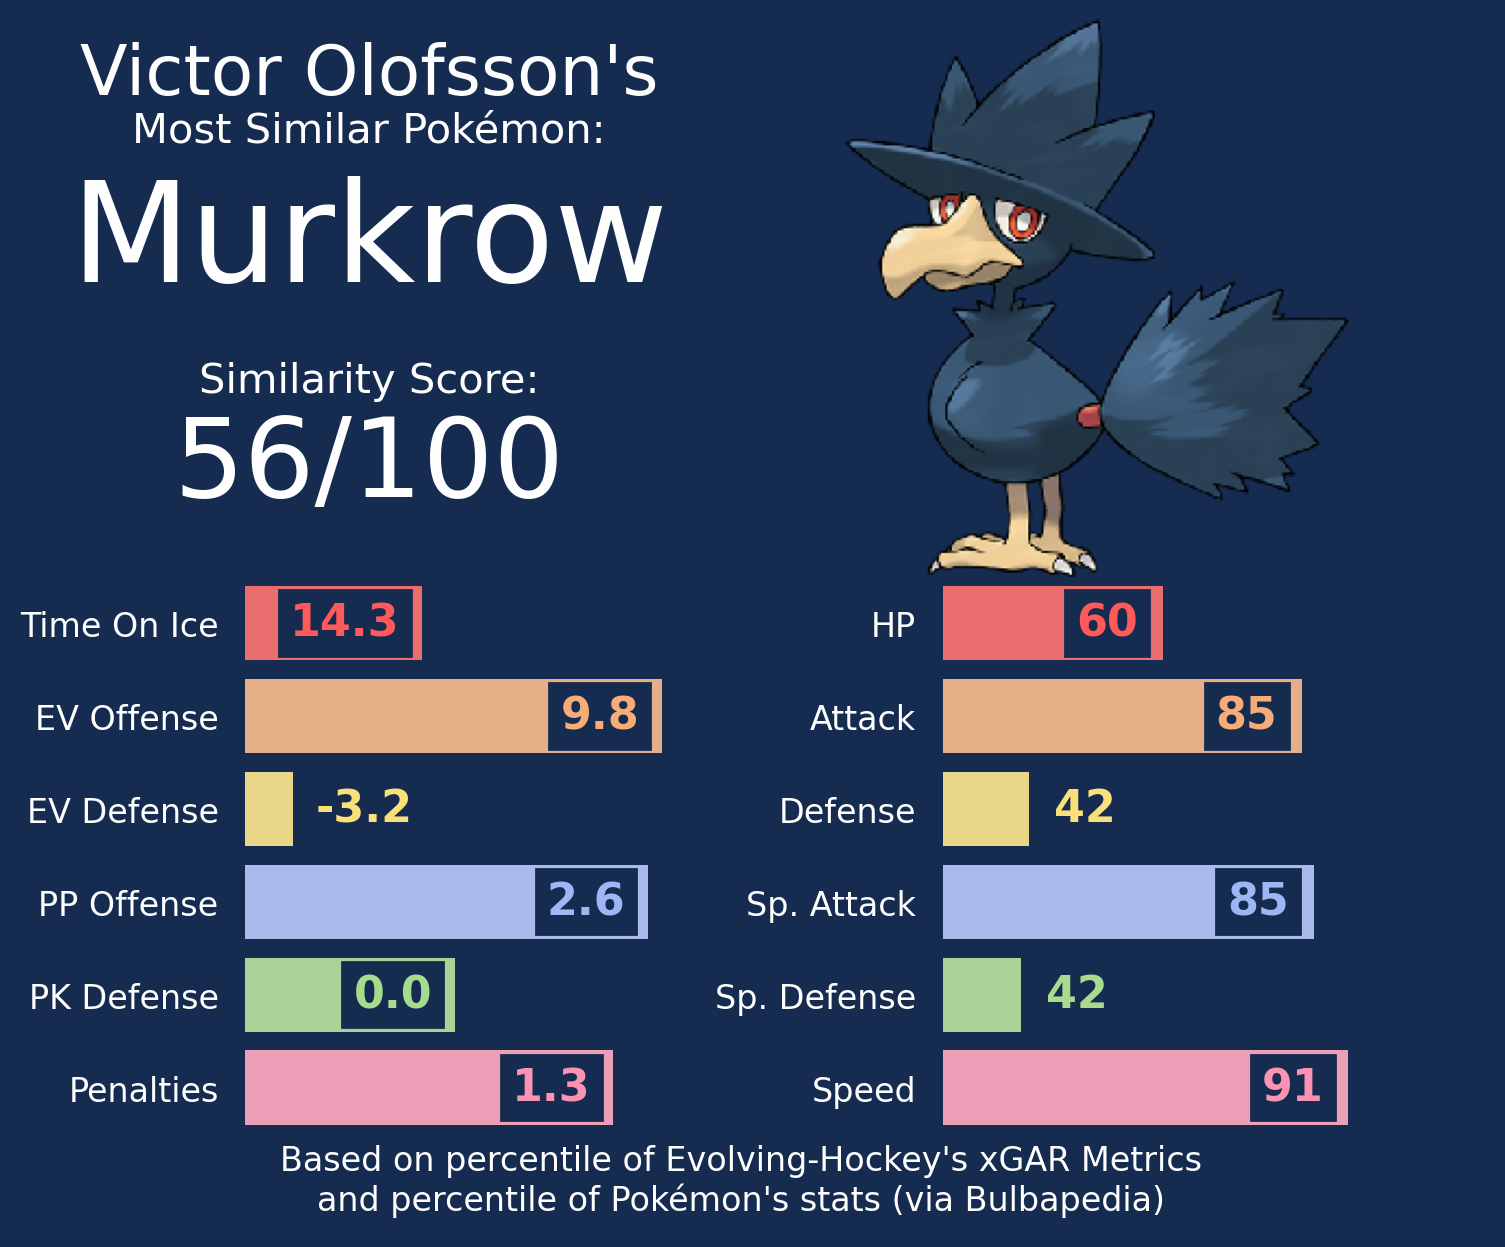 Victor Olofsson's
Most Similar Pokémon:
Murkrow
Similarity Score:
56/100
Time On Ice 14.3
EV Offense 9.8
EV Defense -3.2
PP Offense 2.6
PK Defense 0.0
Penalties 1.3
HP 60
Attack 85
Defense 42
Sp. Attack 85
Sp. Defense 42
Speed 91
Based on percentile of Evolving-Hockey's xGAR Metrics
and percentile of Pokémon's stats (via Bulbapedia)